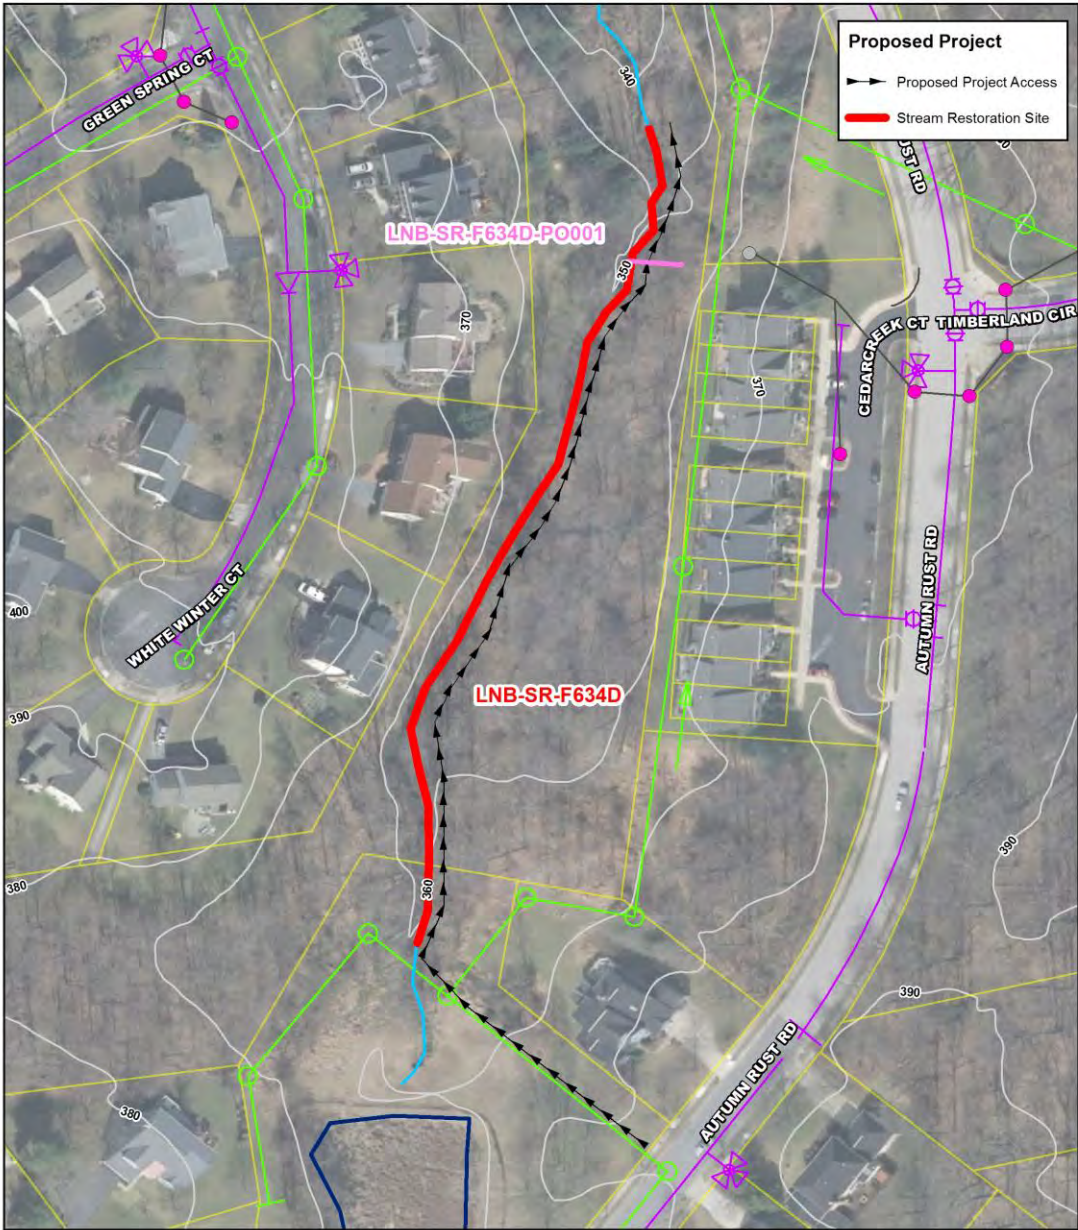 Proposed Project
Proposed Project Access
Stream Restoration Site
GREEN SPRING CT
340
RUST RD
LNB-SR-F634D-PO001
350
370
CEDARCREEK CT
TIMBERLAND CIR
370
WHITE WINTER CT
400
AUTUMN RUST RD
LNB-SR-F634D
390
380
360
390
390
AUTUMN RUST RD
380